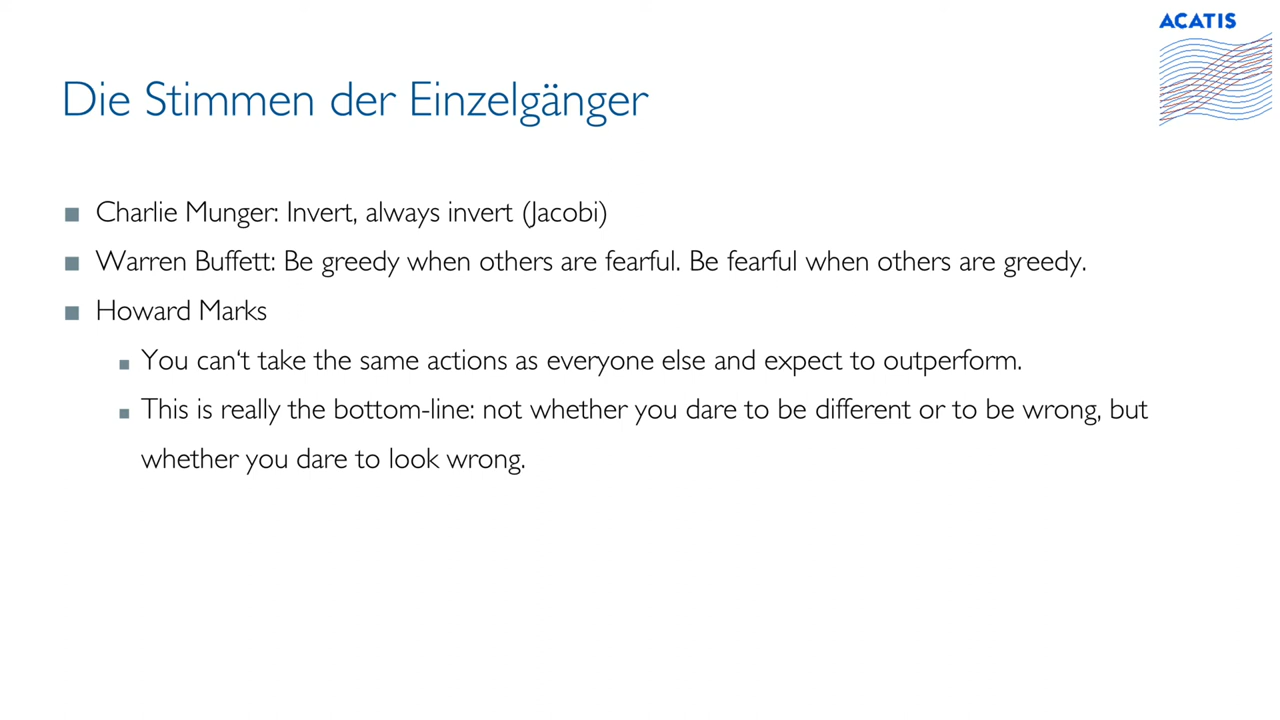 ACATIS
Die Stimmen der Einzelgänger
Charlie Munger: Invert, always invert (Jacobi)
Warren Buffett: Be greedy when others are fearful. Be fearful when others are greedy.
Howard Marks
You can‘t take the same actions as everyone else and expect to outperform.
This is really the bottom-line: not whether you dare to be different or to be wrong, but
whether you dare to look wrong.